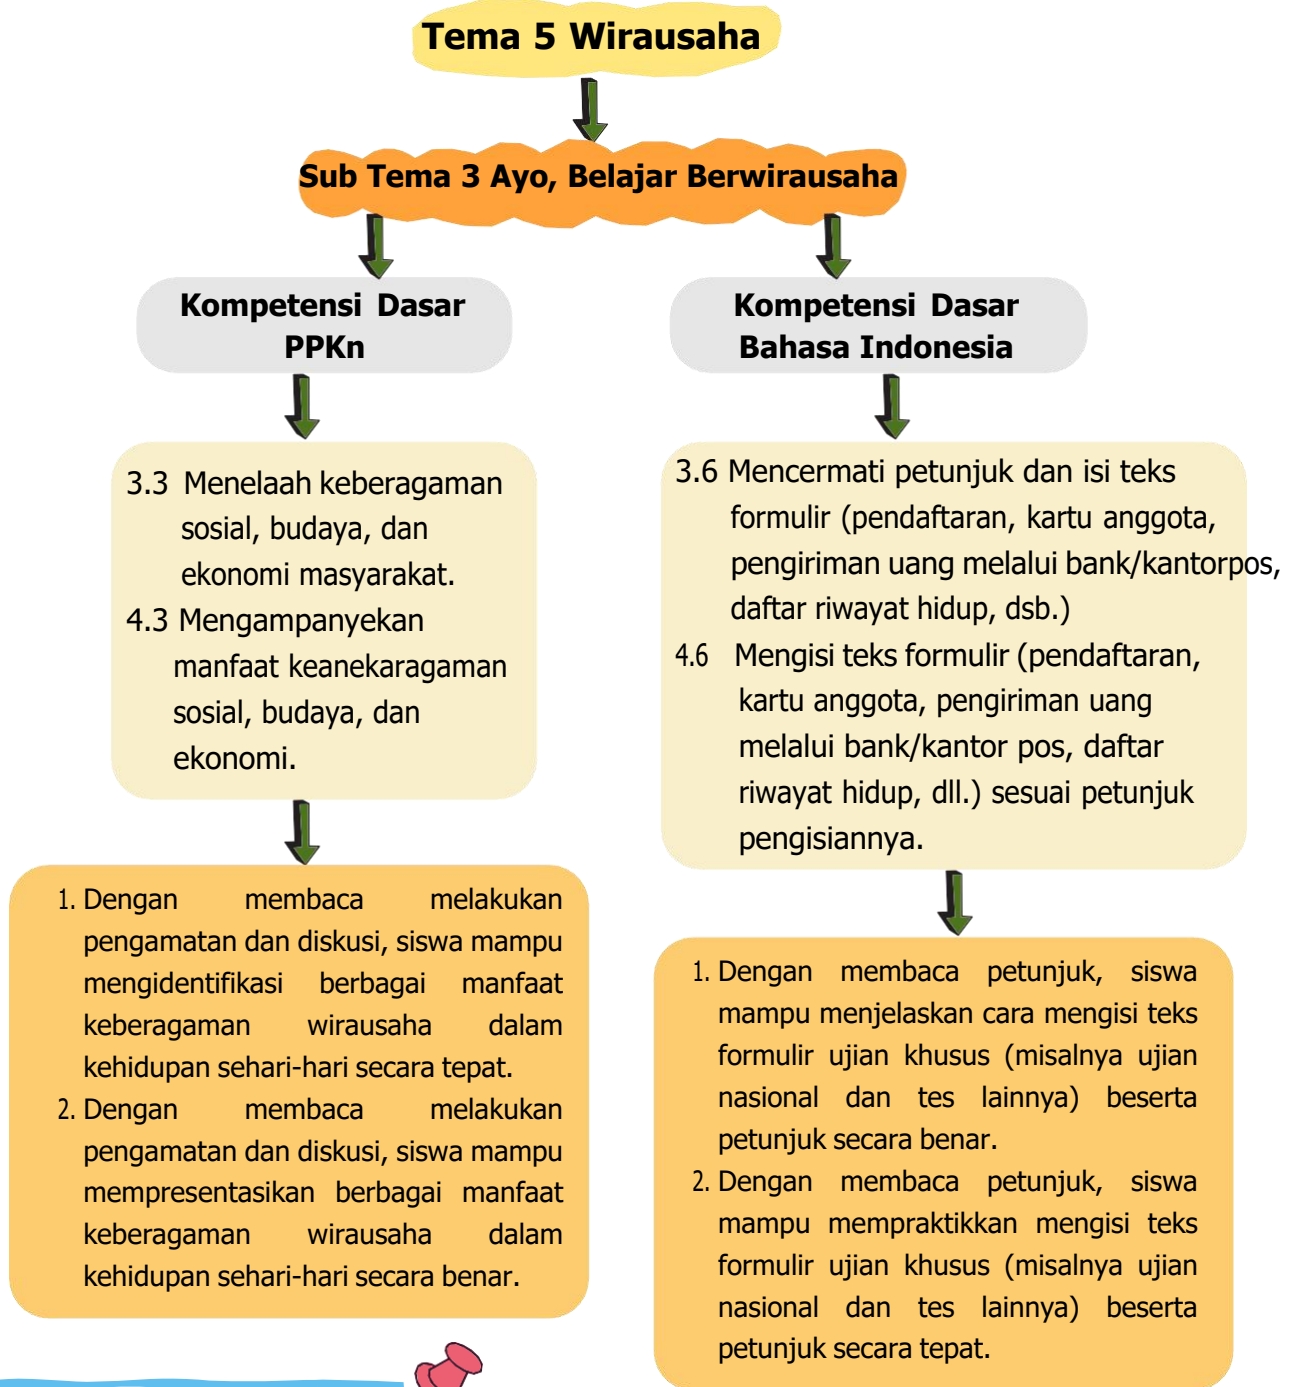 Tema 5 Wirausaha
Sub Tema 3 Ayo, Belajar Berwirausaha
Kompetensi Dasar
PPKn
3.3 Menelaah keberagaman
sosial, budaya, dan
ekonomi masyarakat.
4.3 Mengampanyekan
manfaat keanekaragaman
sosial, budaya, dan
ekonomi.
1. Dengan membaca melakukan
pengamatan dan diskusi, siswa mampu
mengidentifikasi berbagai manfaat
keberagaman wirausaha dalam
kehidupan sehari-hari secara tepat.
2. Dengan membaca melakukan
pengamatan dan diskusi, siswa mampu
mempresentasikan berbagai manfaat
keberagaman wirausaha dalam
kehidupan sehari-hari secara benar.
Kompetensi Dasar
Bahasa Indonesia
3.6 Mencermati petunjuk dan isi teks
formulir (pendaftaran, kartu anggota,
pengiriman uang melalui bank/kantorpos,
daftar riwayat hidup, dsb.)
4.6 Mengisi teks formulir (pendaftaran,
kartu anggota, pengiriman uang
melalui bank/kantor pos, daftar
riwayat hidup, dll.) sesuai petunjuk
pengisiannya.
1. Dengan membaca petunjuk, siswa
mampu menjelaskan cara mengisi teks
formulir ujian khusus (misalnya ujian
nasional dan tes lainnya) beserta
petunjuk secara benar.
2. Dengan membaca petunjuk, siswa
mampu mempraktikkan mengisi teks
formulir ujian khusus (misalnya ujian
nasional dan tes lainnya) beserta
petunjuk secara tepat.